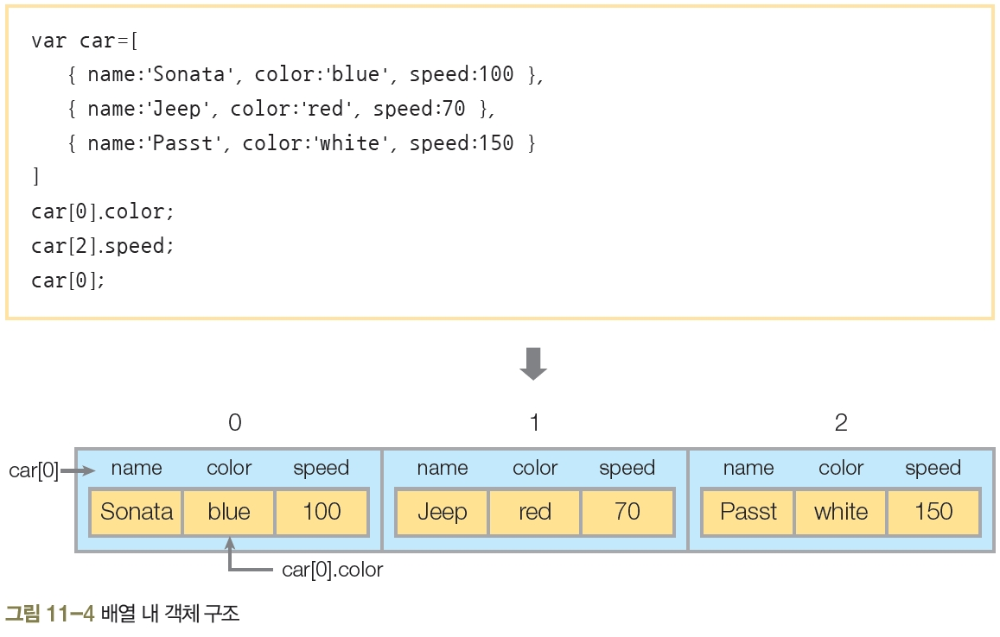 var car=[
{ name:'Sonata', color:'blue', speed:100 },
{ name:'Jeep', color:'red', speed:70 },
{ name:'Passt', color:'white', speed:150 }
]
car[0].color;
car[2].speed;
car[0];
0 1 2
car[0] name color speed name color speed name color speed
Sonata blue 100 Jeep red 70 Passt white 150
car[0].color
그림 11-4 배열 내 객체 구조